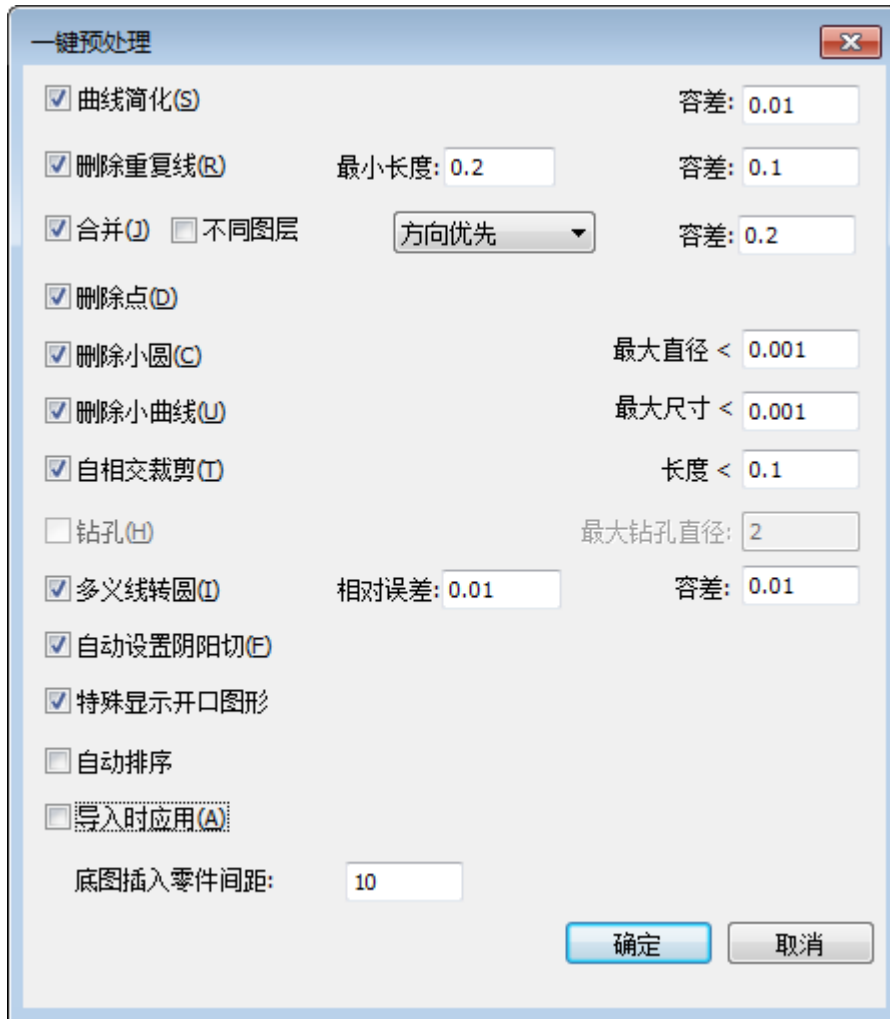 一键预处理
曲线简化(S) 容差: 0.01
删除重复线(R) 最小长度: 0.2 容差: 0.1
合并(J) 不同图层 方向优先 容差: 0.2
删除点(D)
删除小圆(C) 最大直径 < 0.001
删除小曲线(U) 最大尺寸 < 0.001
自相交裁剪(T) 长度 < 0.1
钻孔(H) 最大钻孔直径: 2
多义线转圆(I) 相对误差: 0.01 容差: 0.01
自动设置阴阳切(F)
特殊显示开口图形
自动排序
导入时应用(A)
底图插入零件间距: 10
确定 取消